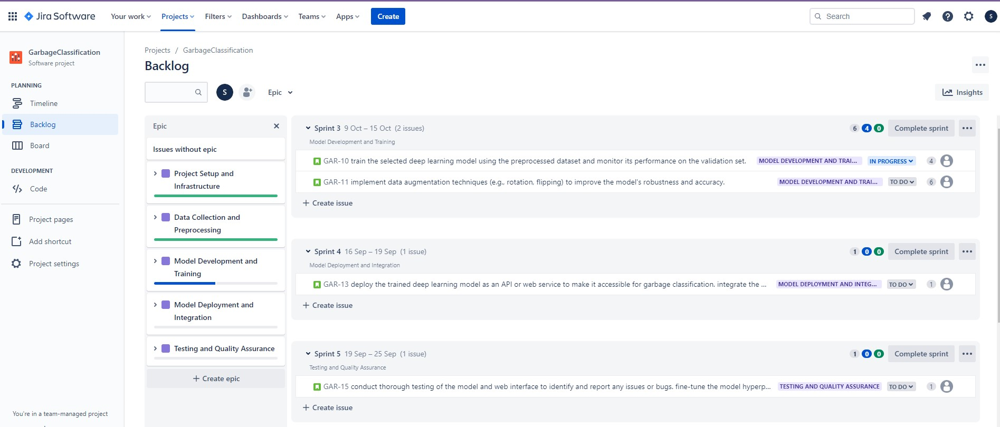 Jira Software
Your work
Projects
Filters
Dashboards
Teams
Apps
Create
Search
S
GarbageClassification
Software project
PLANNING
Timeline
Backlog
Board
DEVELOPMENT
Code
Project pages
Add shortcut
Project settings
You're in a team-managed project
Projects / GarbageClassification
Backlog
S
Epic
Insights
Epic
Issues without epic
Project Setup and
Infrastructure
Data Collection and
Preprocessing
Model Development and
Training
Model Deployment and
Integration
Testing and Quality Assurance
+ Create epic
Sprint 3 9 Oct – 15 Oct (2 issues) 6 4 0 Complete sprint
Model Development and Training
GAR-10 train the selected deep learning model using the preprocessed dataset and monitor its performance on the validation set. MODEL DEVELOPMENT AND TRAI... IN PROGRESS 4
GAR-11 implement data augmentation techniques (e.g., rotation, flipping) to improve the model's robustness and accuracy. MODEL DEVELOPMENT AND TRAI... TO DO 6
+ Create issue
Sprint 4 16 Sep – 19 Sep (1 issue) 1 0 0 Complete sprint
Model Deployment and Integration
GAR-13 deploy the trained deep learning model as an API or web service to make it accessible for garbage classification. integrate the ... MODEL DEPLOYMENT AND INTEG... TO DO 1
+ Create issue
Sprint 5 19 Sep – 25 Sep (1 issue) 1 0 0 Complete sprint
Testing and Quality Assurance
GAR-15 conduct thorough testing of the model and web interface to identify and report any issues or bugs. fine-tune the model hyperp... TESTING AND QUALITY ASSURANCE TO DO 1
+ Create issue